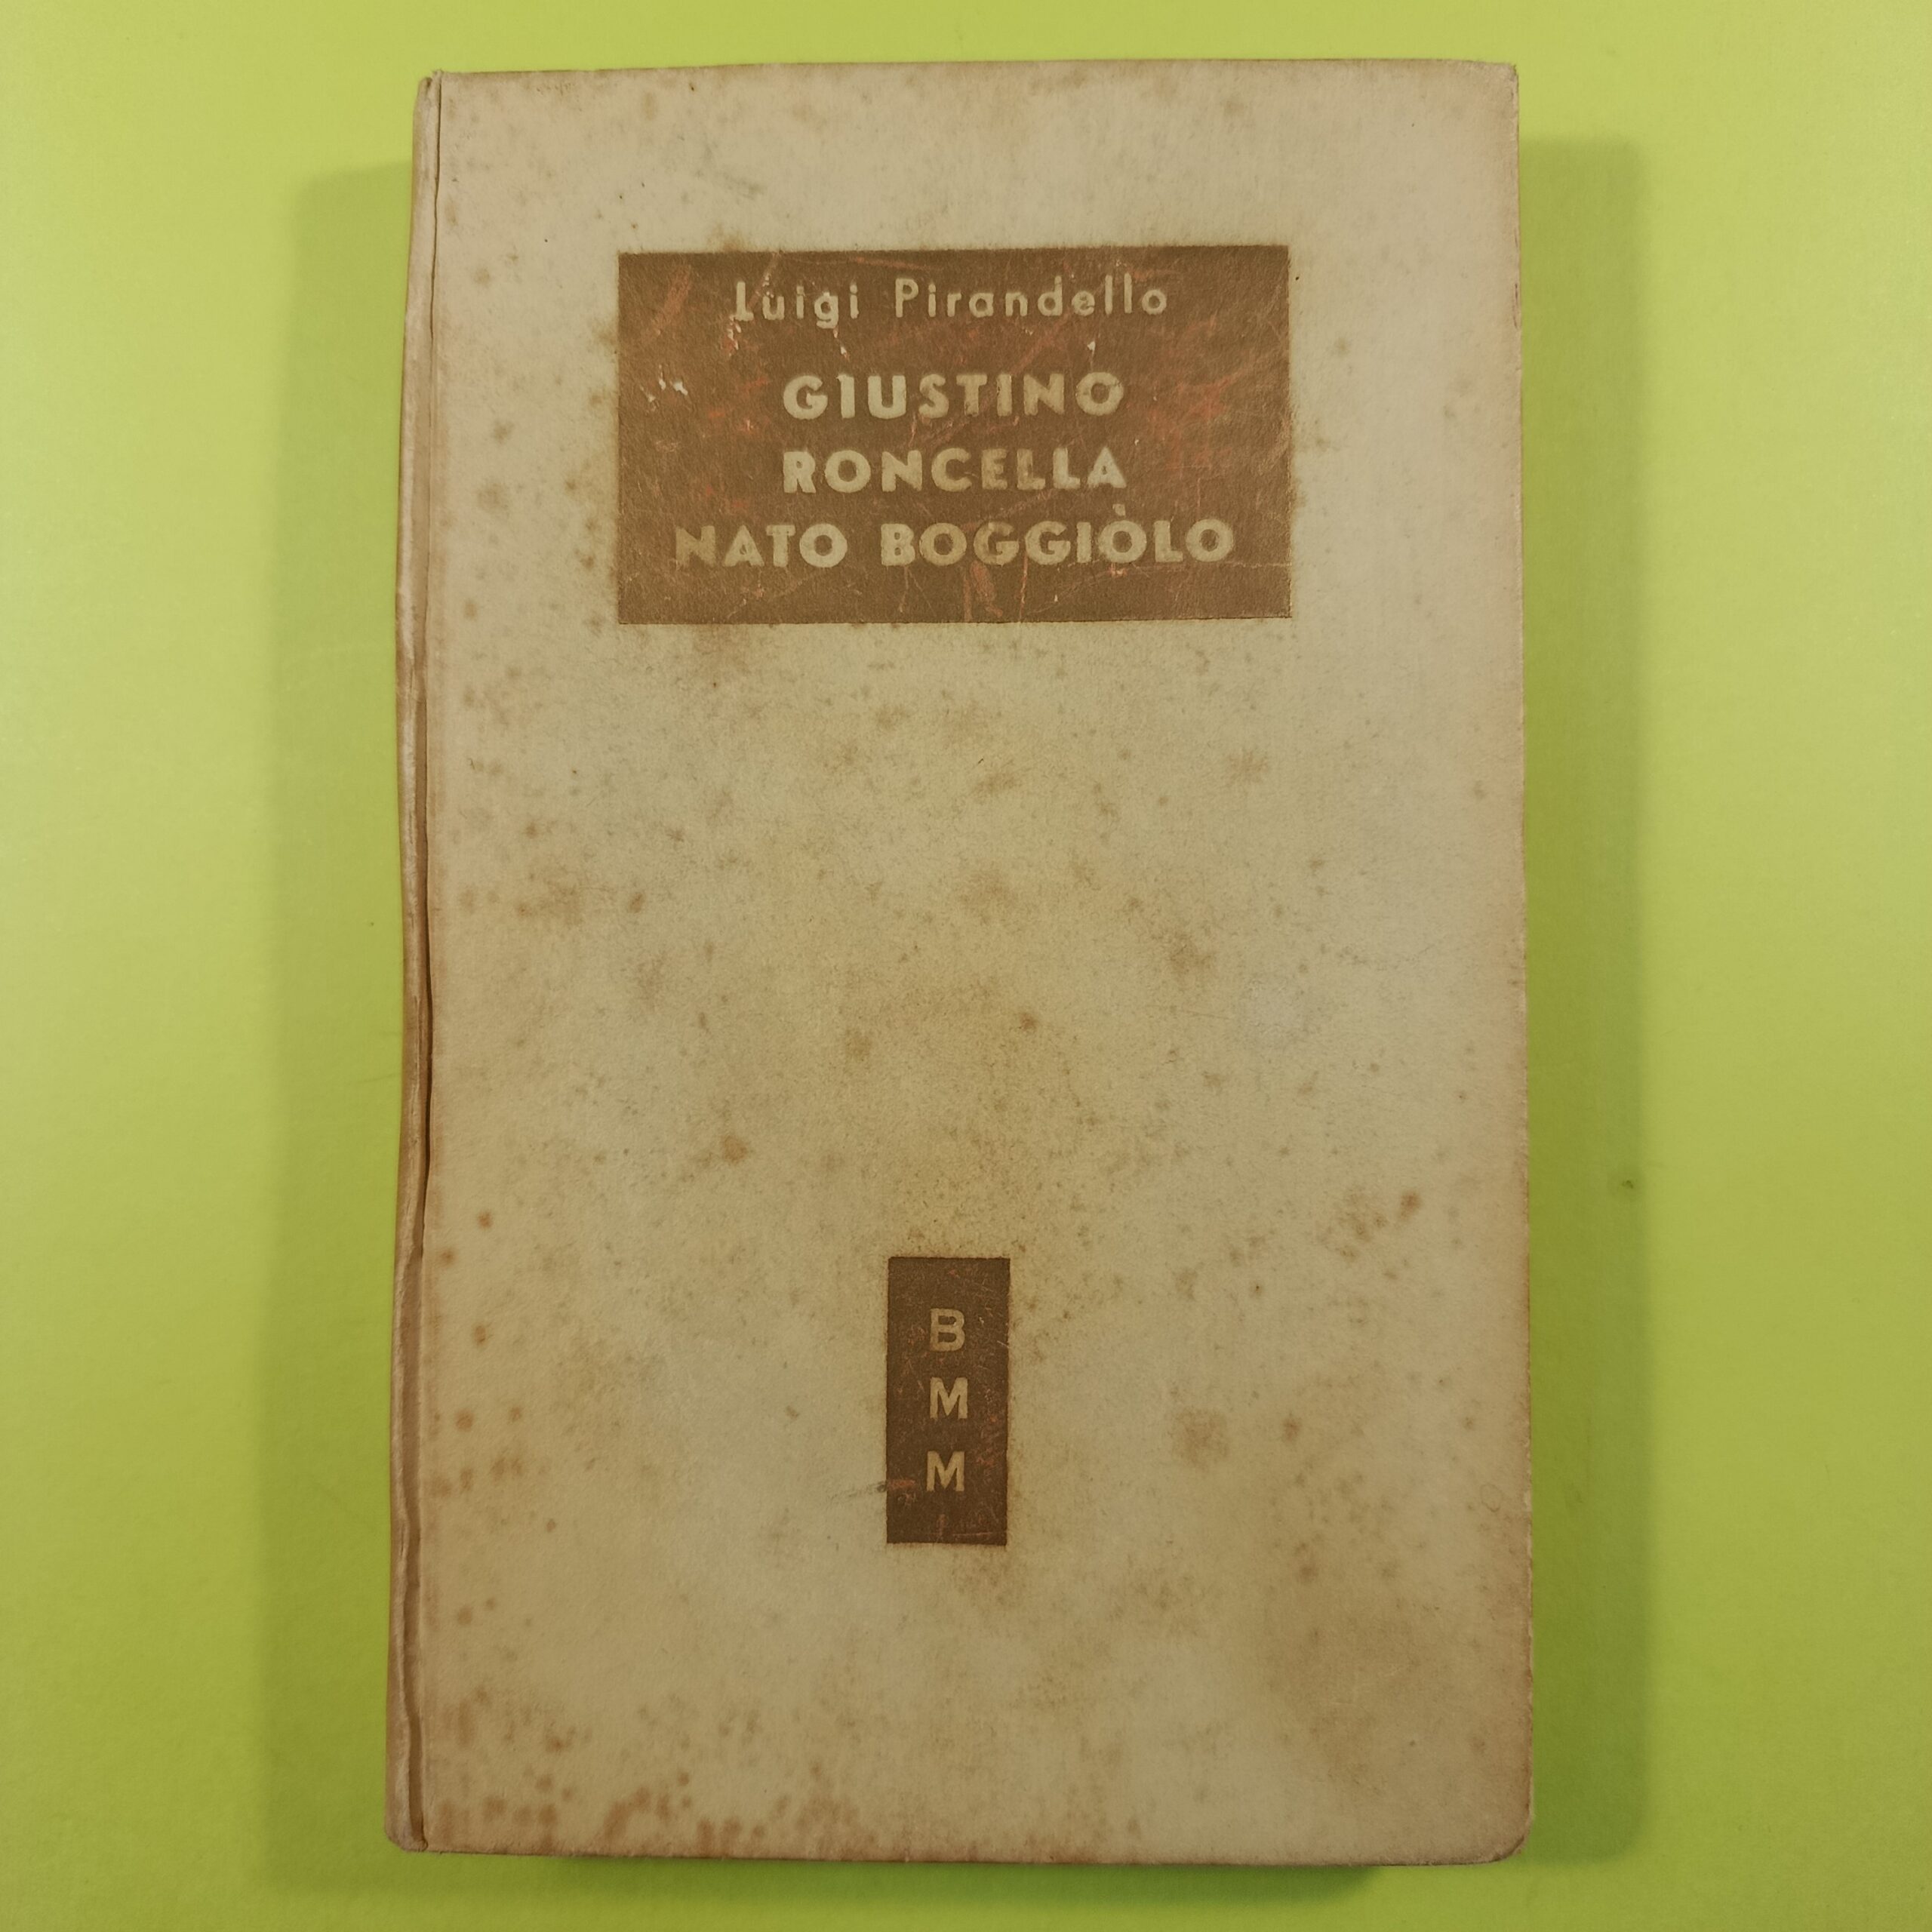 Luigi Pirandello
GIUSTINO
RONCELLA
NATO BOGGIÒLO
B
M
M